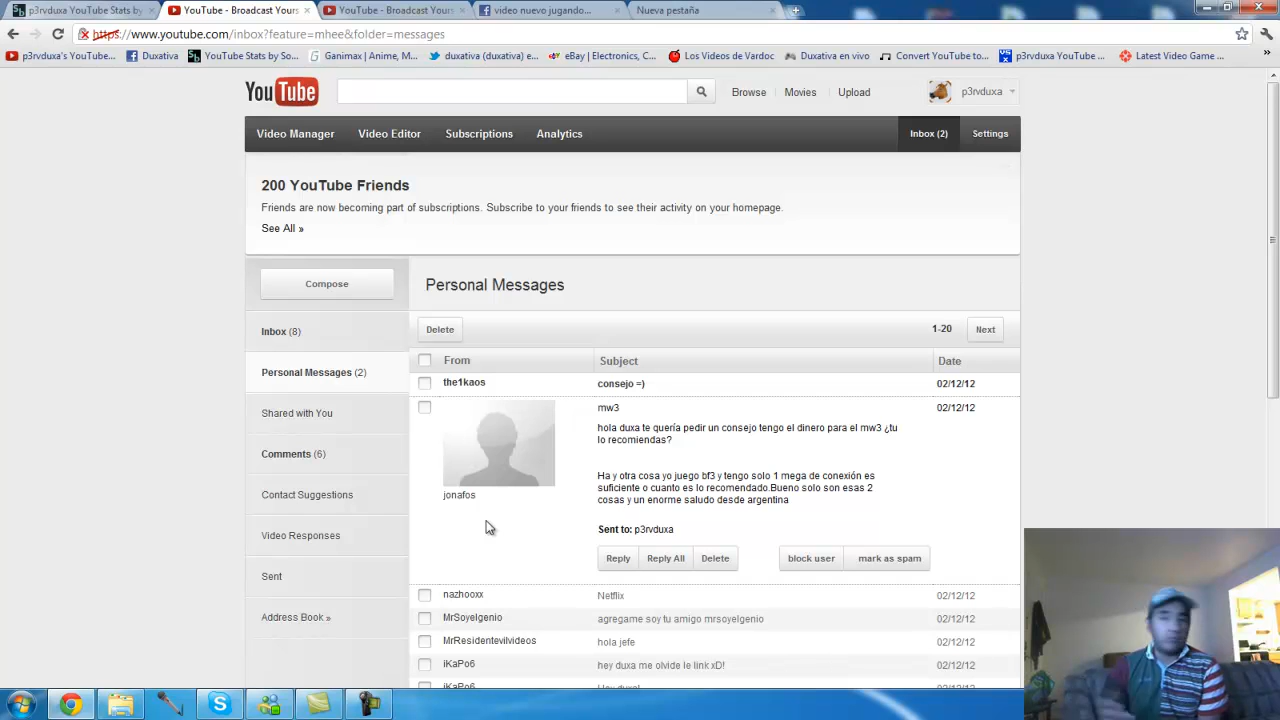 p3rvduxa YouTube Stats by
YouTube - Broadcast Yours
YouTube - Broadcast Yours
video nuevo jugando...
Nueva pestaña
https://www.youtube.com/inbox?feature=mhee&folder=messages
p3rvduxa's YouTube...
Duxativa
YouTube Stats by So...
Ganimax | Anime, M...
duxativa (duxativa) e...
eBay | Electronics, C...
Los Videos de Vardoc
Duxativa en vivo
Convert YouTube to...
p3rvduxa YouTube ...
Latest Video Game ...
YouTube
Browse
Movies
Upload
p3rvduxa
Video Manager
Video Editor
Subscriptions
Analytics
Inbox (2)
Settings
200 YouTube Friends
Friends are now becoming part of subscriptions. Subscribe to your friends to see their activity on your homepage.
See All »
Compose
Personal Messages
Inbox (8)
Delete
1-20
Next
From
Subject
Date
Personal Messages (2)
the1kaos
consejo =)
02/12/12
mw3
02/12/12
Shared with You
hola duxa te quería pedir un consejo tengo el dinero para el mw3 ¿tu
lo recomiendas?
Comments (6)
Ha y otra cosa yo juego bf3 y tengo solo 1 mega de conexión es
suficiente o cuanto es lo recomendado.Bueno solo son esas 2
cosas y un enorme saludo desde argentina
jonafos
Contact Suggestions
Sent to: p3rvduxa
Video Responses
Reply
Reply All
Delete
block user
mark as spam
Sent
nazhooxx
Netflix
02/12/12
Address Book »
MrSoyelgenio
agregame soy tu amigo mrsoyelgenio
02/12/12
MrResidentevilvideos
hola jefe
02/12/12
iKaPo6
hey duxa me olvide le link xD!
02/12/12